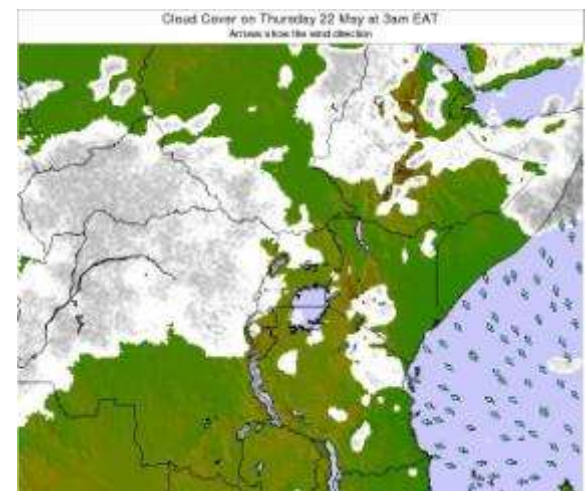 Cloud Cover on Thursday 22 May at 3am EAT
Arrows show the wind direction